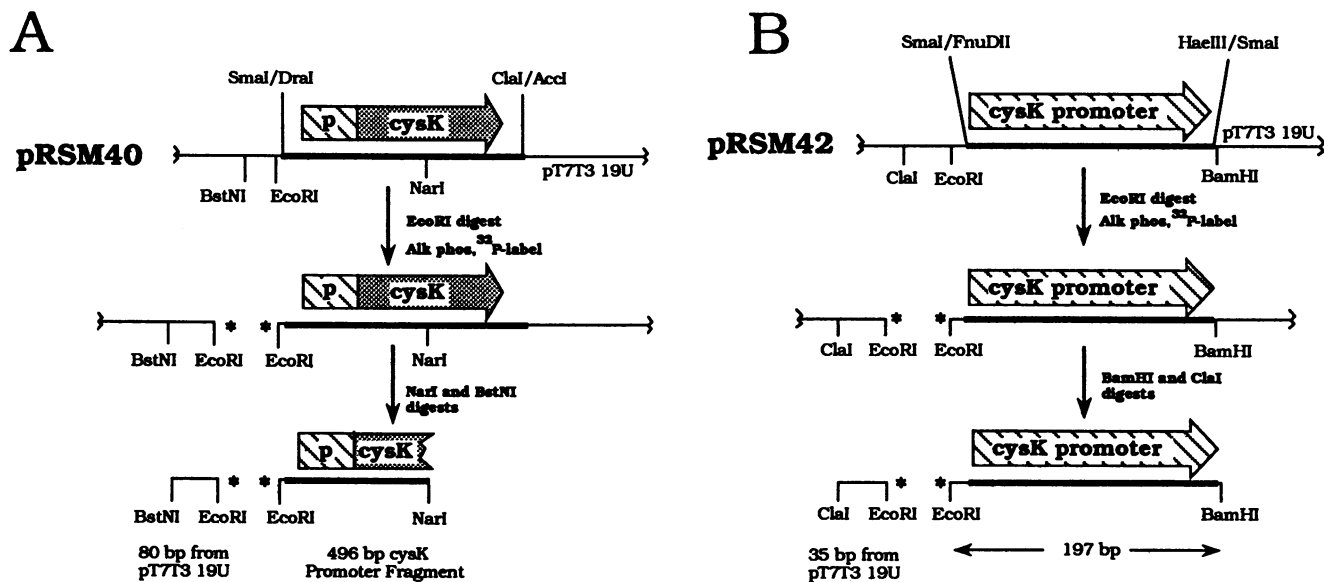 A
SmaI/DraI
ClaI/AccI
p
cysK
pRSM40
pT7T3 19U
BstNI
EcoRI
NarI
EcoRI digest
Alk phos, ³²P-label
p
cysK
* *
BstNI
EcoRI
EcoRI
NarI
NarI and BstNI
digests
p
cysK
* *
BstNI
EcoRI
EcoRI
NarI
80 bp from
pT7T3 19U
496 bp cysK
Promoter Fragment
B
SmaI/FnuDII
HaeIII/SmaI
cysK promoter
pRSM42
pT7T3 19U
ClaI
EcoRI
BamHI
EcoRI digest
Alk phos, ³²P-label
cysK promoter
* *
ClaI
EcoRI
EcoRI
BamHI
BamHI and ClaI
digests
cysK promoter
* *
ClaI
EcoRI
EcoRI
BamHI
35 bp from
pT7T3 19U
197 bp